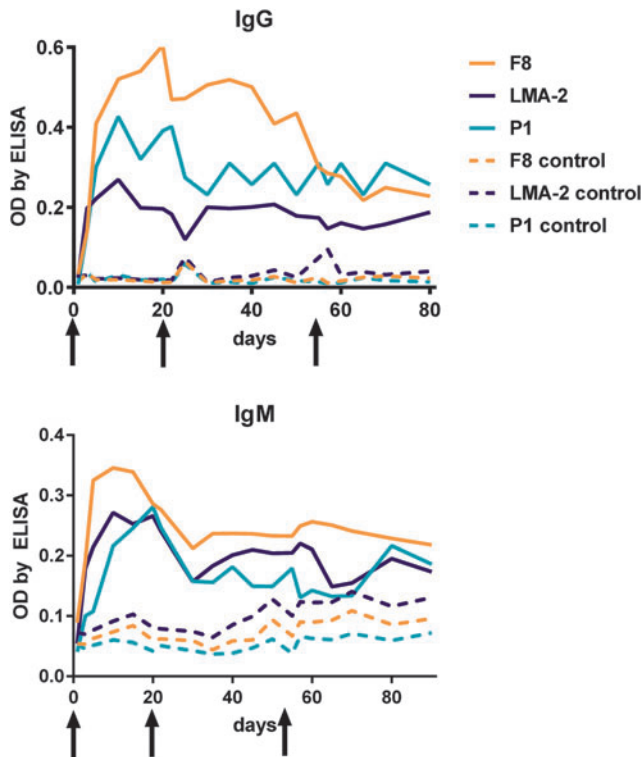 IgG
OD by ELISA
0.6
0.4
0.2
0.0
0 20 40 60 80
days
F8
LMA-2
P1
F8 control
LMA-2 control
P1 control
IgM
OD by ELISA
0.4
0.3
0.2
0.1
0.0
0 20 40 60 80
days